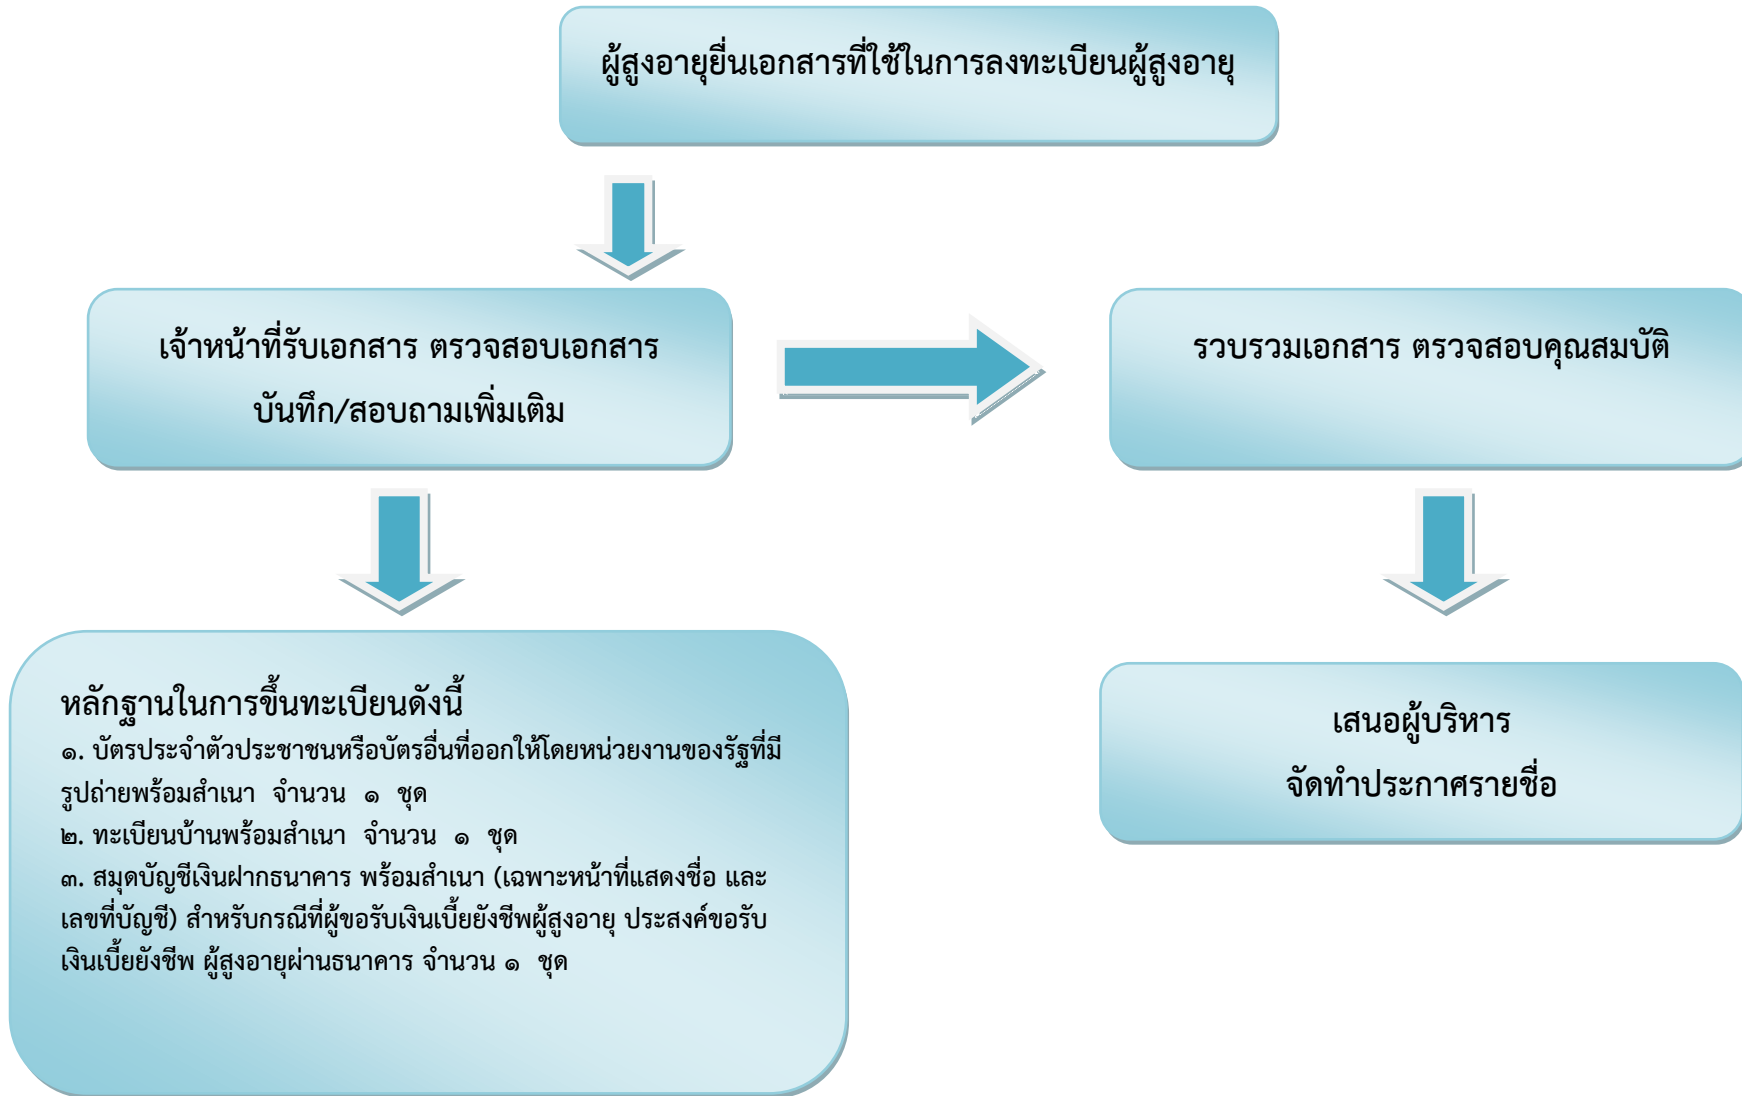 ผู้สูงอายุยื่นเอกสารที่ใช้ในการลงทะเบียนผู้สูงอายุ
เจ้าหน้าที่รับเอกสาร ตรวจสอบเอกสาร
บันทึก/สอบถามเพิ่มเติม
รวบรวมเอกสาร ตรวจสอบคุณสมบัติ
หลักฐานในการขึ้นทะเบียนดังนี้
๑. บัตรประจำตัวประชาชนหรือบัตรอื่นที่ออกให้โดยหน่วยงานของรัฐที่มี
รูปถ่ายพร้อมสำเนา จำนวน ๑ ชุด
๒. ทะเบียนบ้านพร้อมสำเนา จำนวน ๑ ชุด
๓. สมุดบัญชีเงินฝากธนาคาร พร้อมสำเนา (เฉพาะหน้าที่แสดงชื่อ และ
เลขที่บัญชี) สำหรับกรณีที่ผู้ขอรับเงินเบี้ยยังชีพผู้สูงอายุ ประสงค์ขอรับ
เงินเบี้ยยังชีพ ผู้สูงอายุผ่านธนาคาร จำนวน ๑ ชุด
เสนอผู้บริหาร
จัดทำประกาศรายชื่อ